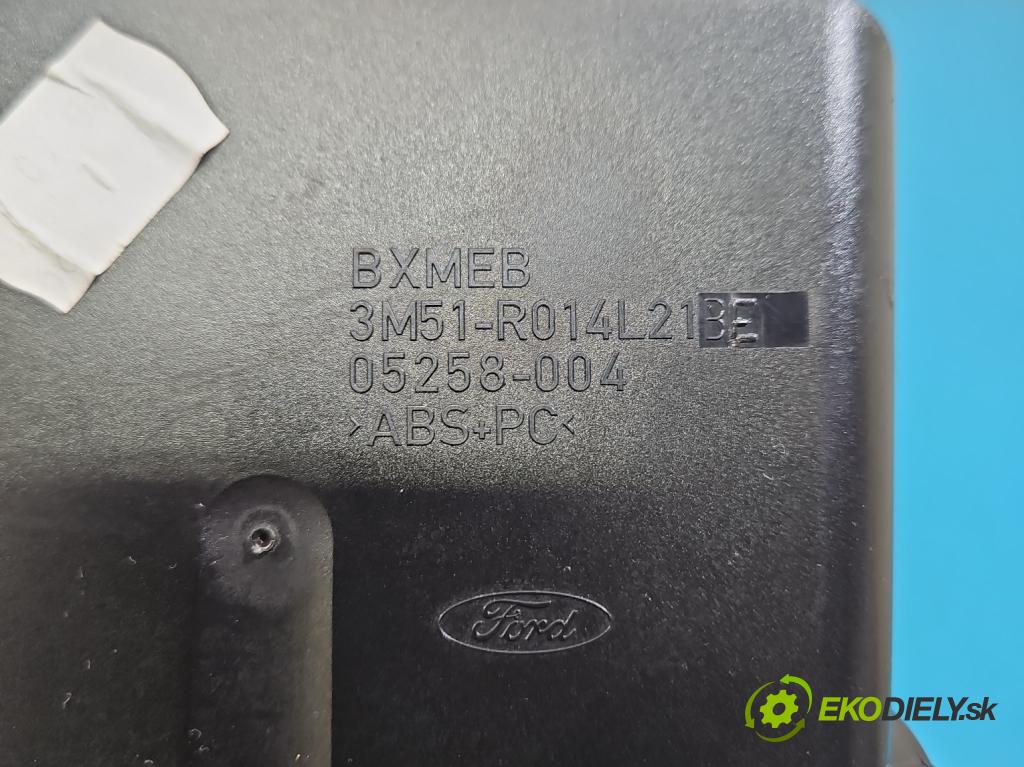 BXMEB
3M51-R014L21BE
05258-004
>ABS+PC<
Ford
EKODIELY.sk